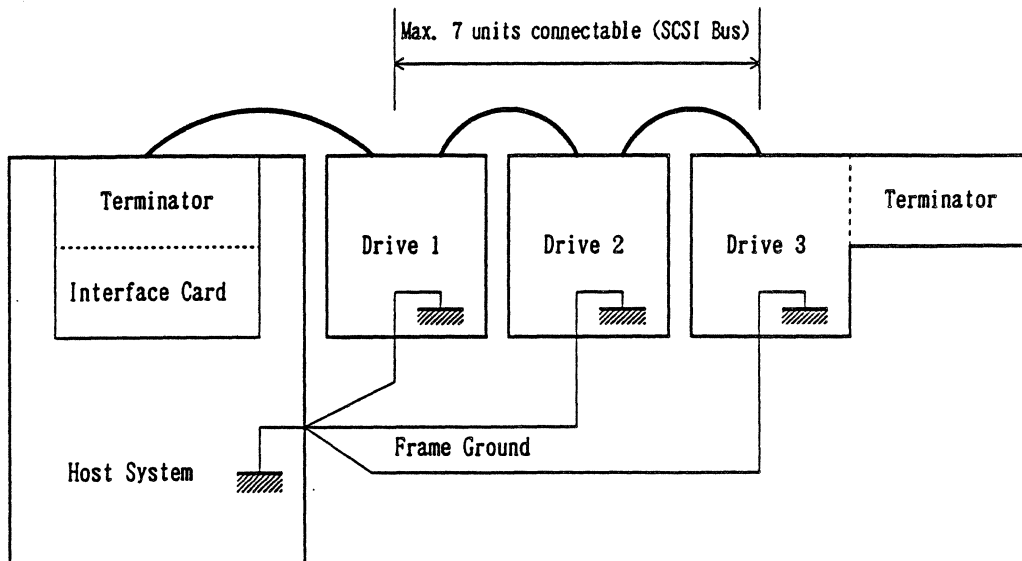 Max. 7 units connectable (SCSI Bus)
Terminator
Interface Card
Drive 1
Drive 2
Drive 3
Terminator
Frame Ground
Host System